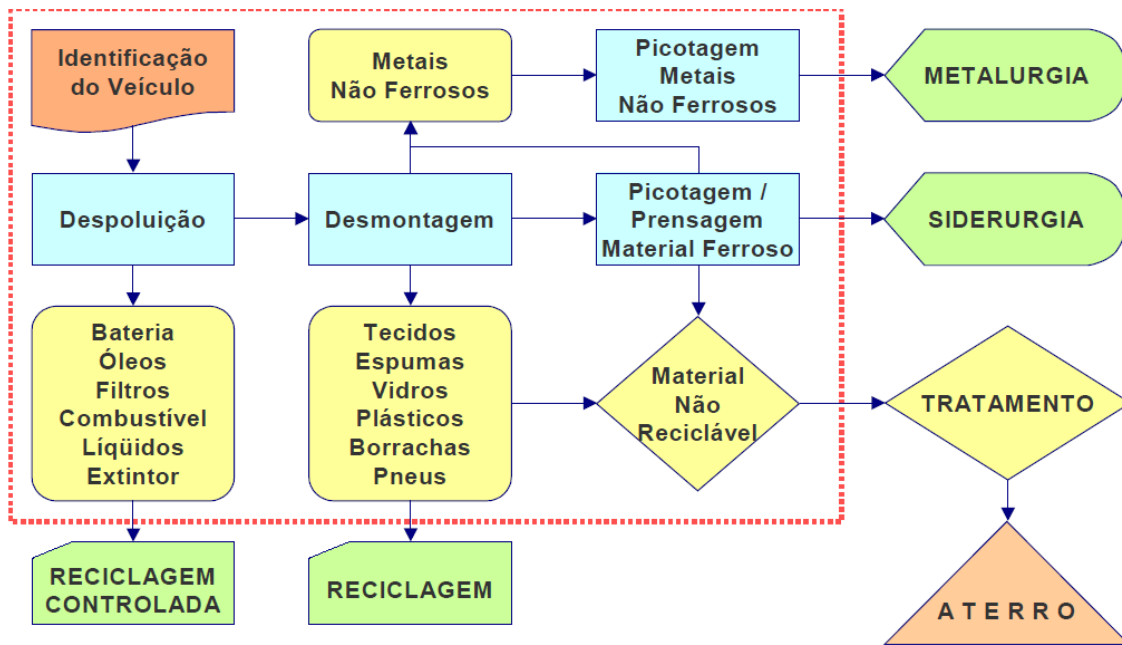 Identificação
do Veículo
Metais
Não Ferrosos
Picotagem
Metais
Não Ferrosos
METALURGIA
Despoluição
Desmontagem
Picotagem /
Prensagem
Material Ferroso
SIDERURGIA
Bateria
Óleos
Filtros
Combustível
Líqüidos
Extintor
Tecidos
Espumas
Vidros
Plásticos
Borrachas
Pneus
Material
Não
Reciclável
TRATAMENTO
RECICLAGEM
CONTROLADA
RECICLAGEM
A T E R R O